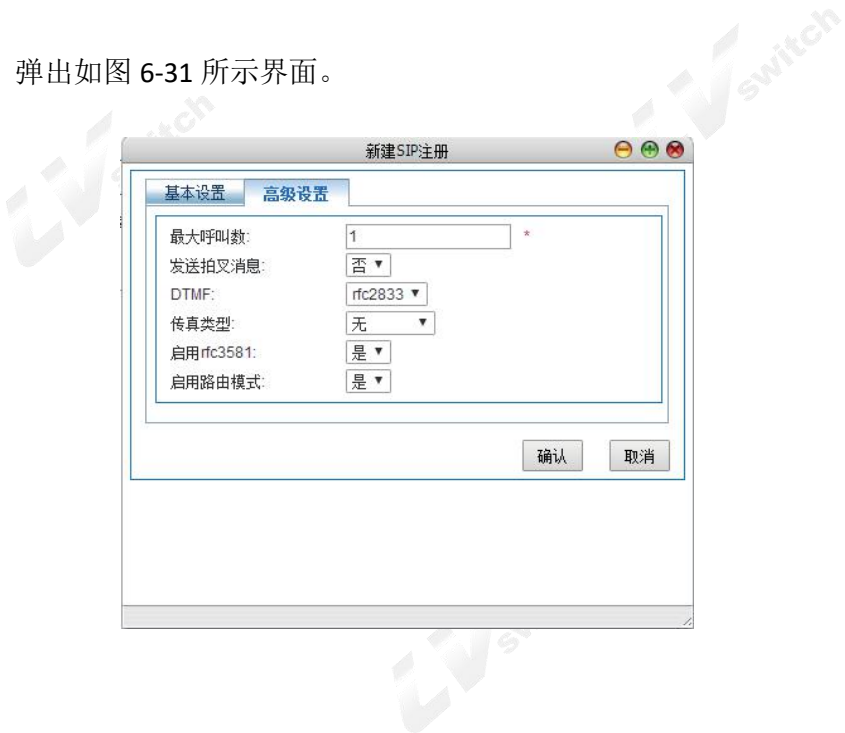 switch
弹出如图 6-31 所示界面。
新建SIP注册
基本设置 高级设置
最大呼叫数: 1 *
发送拍叉消息: 否
DTMF: rfc2833
传真类型: 无
启用rfc3581: 是
启用路由模式: 是
确认 取消